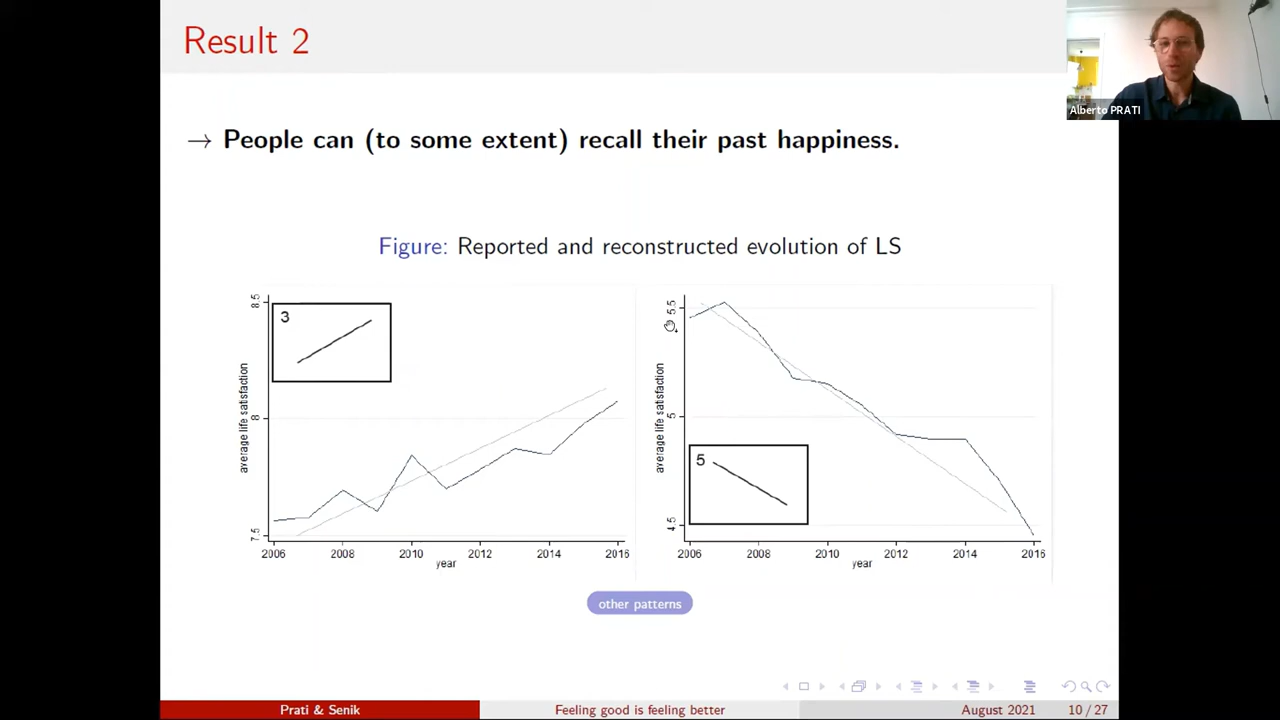 Result 2
Alberto PRATI
→ People can (to some extent) recall their past happiness.
Figure: Reported and reconstructed evolution of LS
8.5
8
7.5
average life satisfaction
3
2006 2008 2010 2012 2014 2016
year
5.5
5
4.5
average life satisfaction
5
2006 2008 2010 2012 2014 2016
year
other patterns
Prati & Senik Feeling good is feeling better August 2021 10 / 27